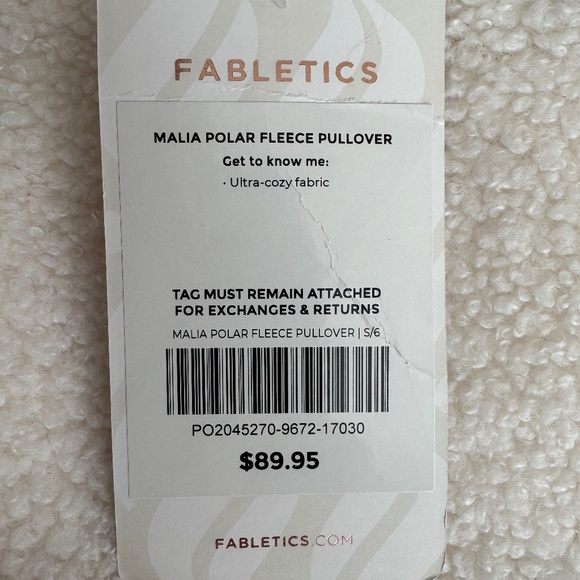 FABLETICS
MALIA POLAR FLEECE PULLOVER
Get to know me:
• Ultra-cozy fabric
TAG MUST REMAIN ATTACHED
FOR EXCHANGES & RETURNS
MALIA POLAR FLEECE PULLOVER | S/6
PO2045270-9672-17030
$89.95
FABLETICS.COM